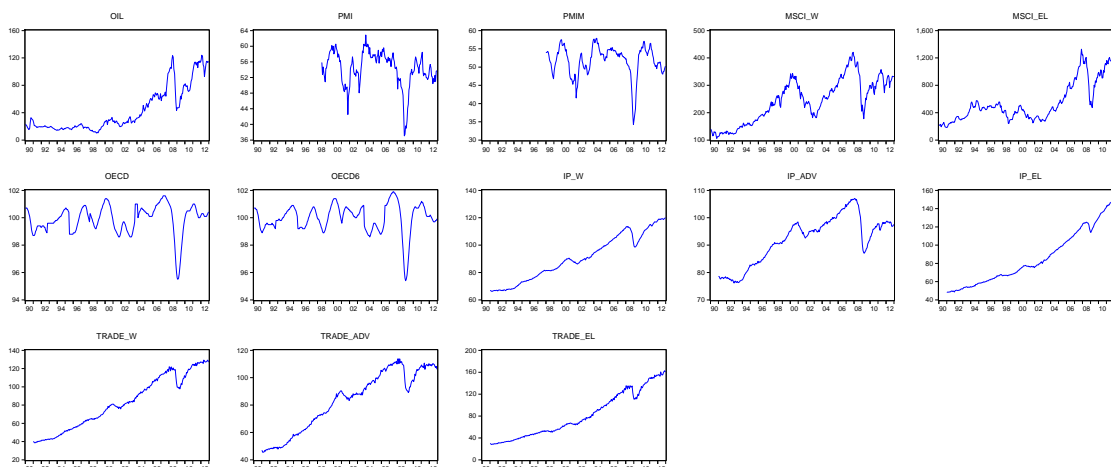 OIL PMI PMIM MSCI_W MSCI_EL
160 64 60 500 1,600
60
120 55 400 1,200
56 50
80 52 45 300 800
48 40
40 44 200 400
40 35
0 36 30 100 0
90 92 94 96 98 00 02 04 06 08 10 12 90 92 94 96 98 00 02 04 06 08 10 12 90 92 94 96 98 00 02 04 06 08 10 12 90 92 94 96 98 00 02 04 06 08 10 12 90 92 94 96 98 00 02 04 06 08 10 12
OECD OECD6 IP_W IP_ADV IP_EL
102 102 140 110 160
100 100 120 100 140
120
98 98 100 90 100
96 96 80 80 80
60
94 94 60 70 40
90 92 94 96 98 00 02 04 06 08 10 12 90 92 94 96 98 00 02 04 06 08 10 12 90 92 94 96 98 00 02 04 06 08 10 12 90 92 94 96 98 00 02 04 06 08 10 12 90 92 94 96 98 00 02 04 06 08 10
TRADE_W TRADE_ADV TRADE_EL
140 120 200
120 160
100 100
120
80 80
80
60
60
40 40
20 40 0